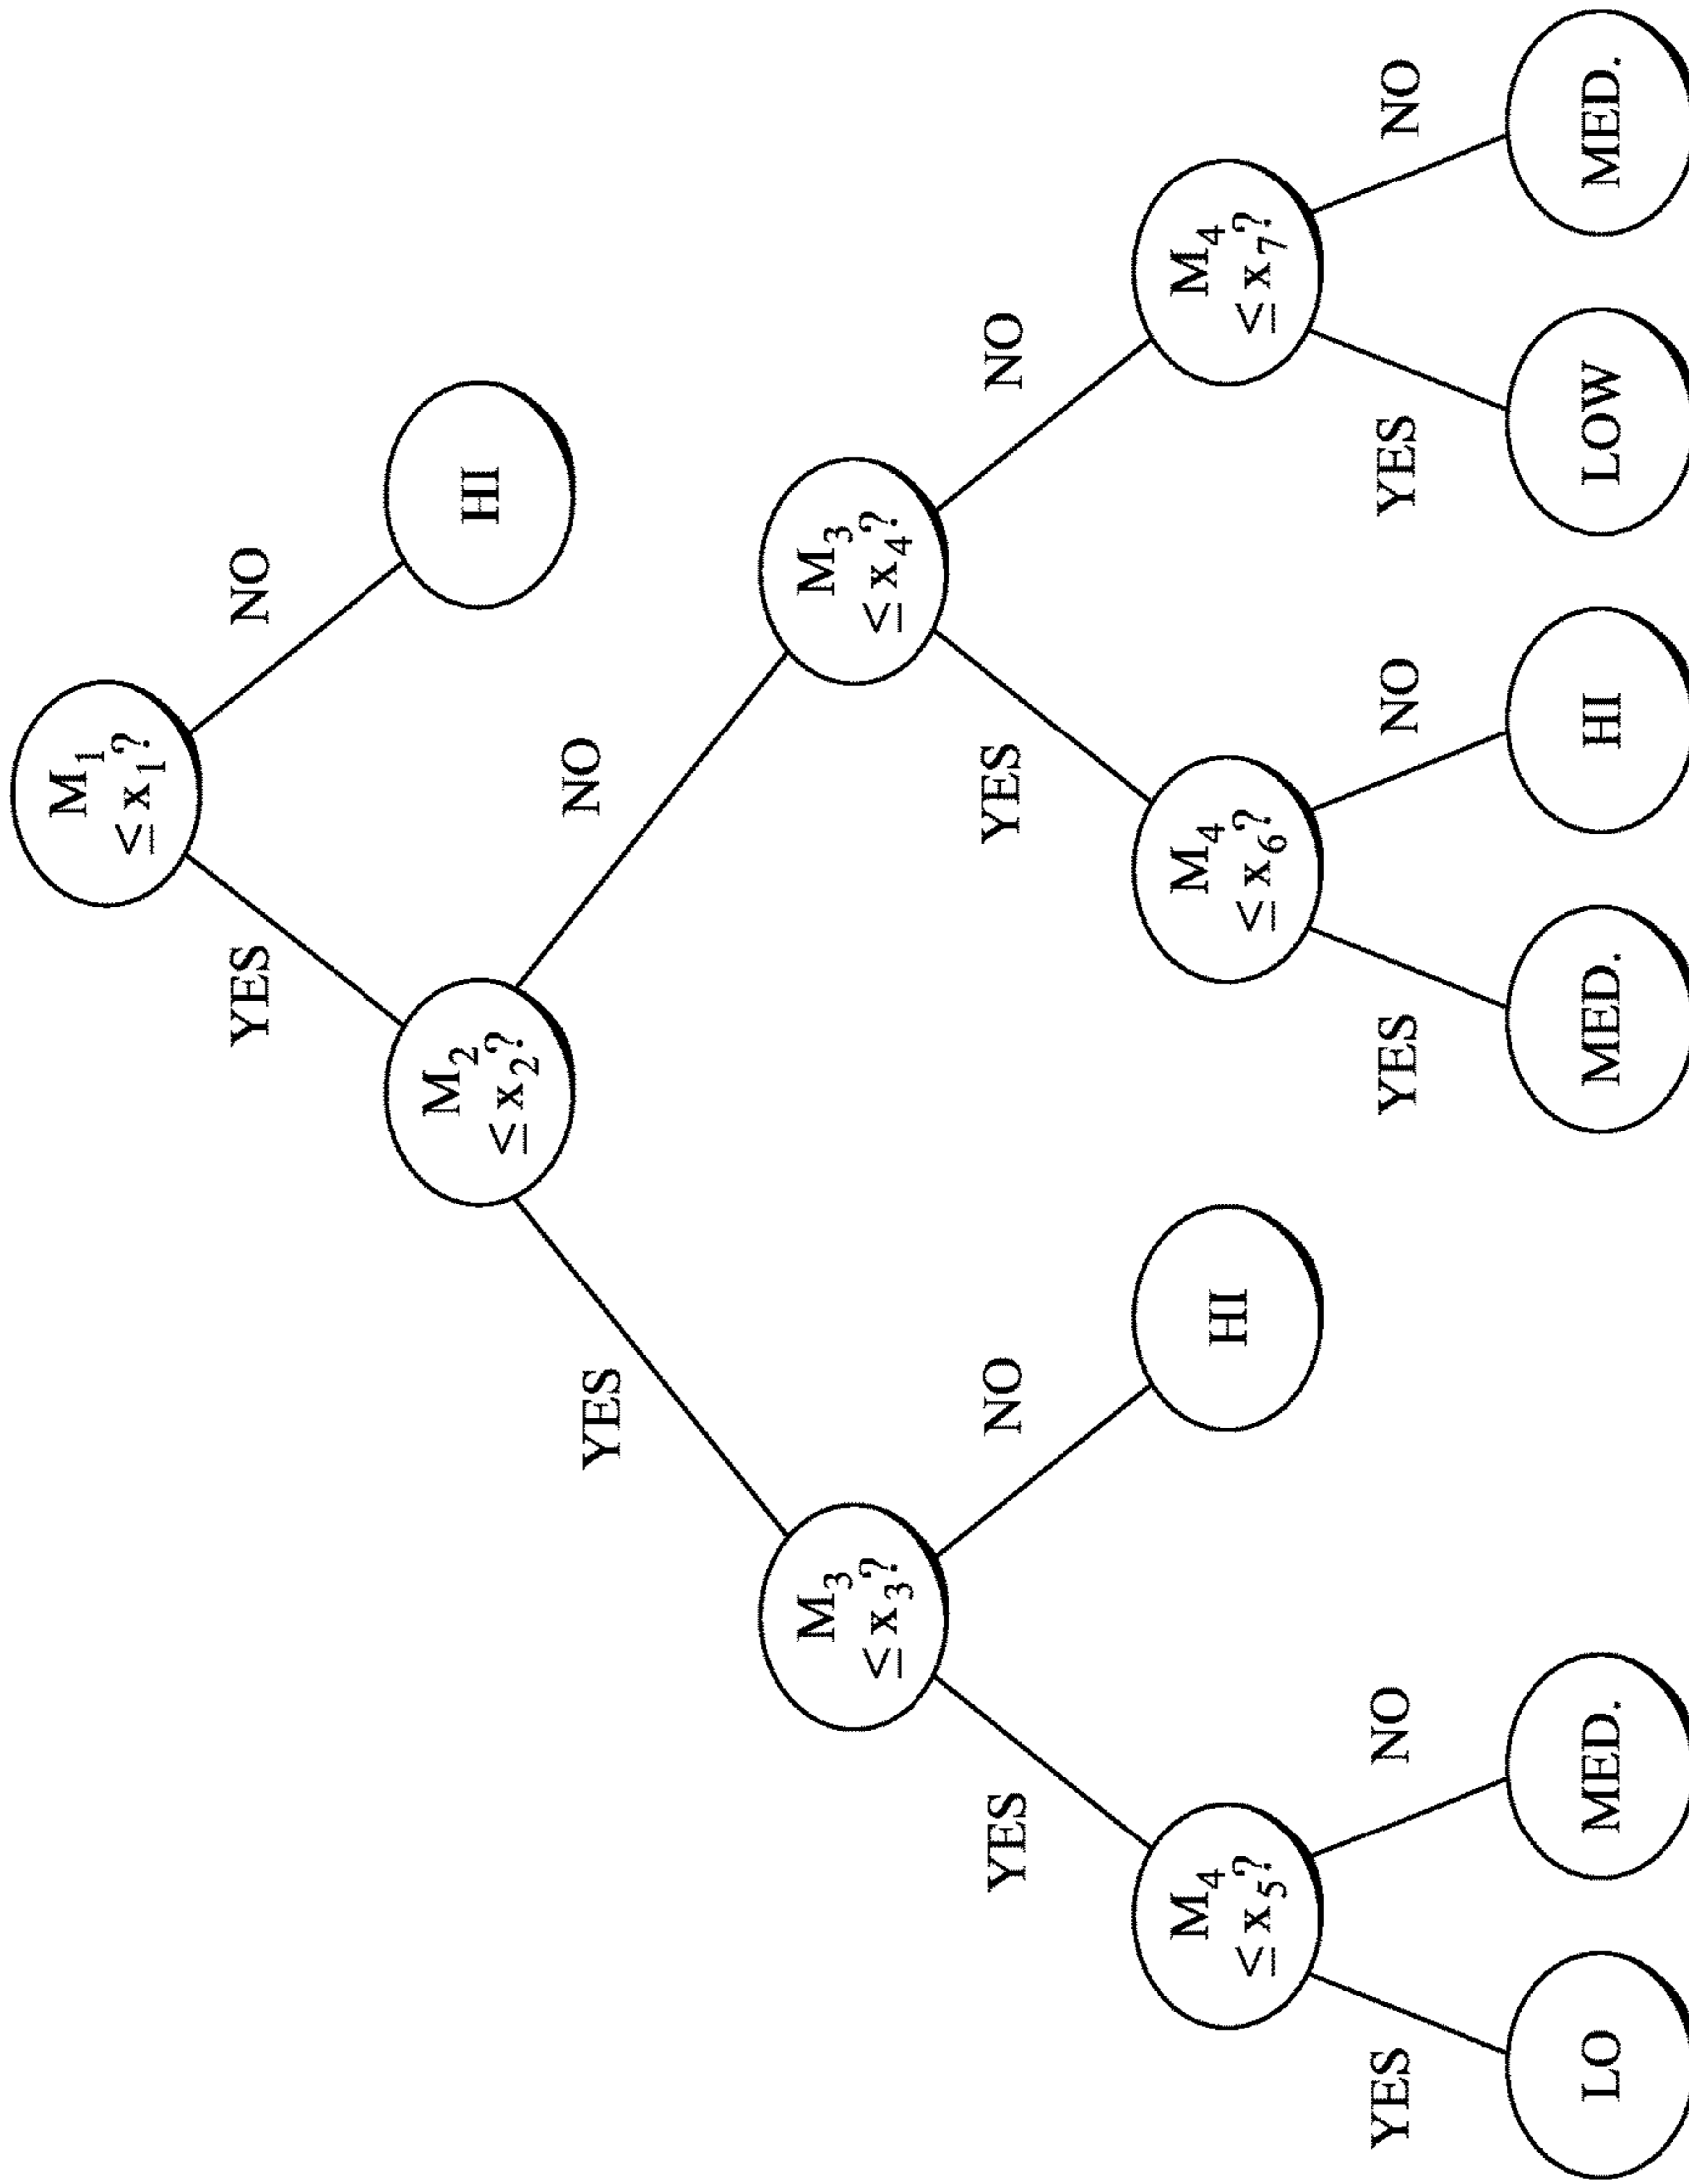 M1
≤ x1?
YES
NO
M2
≤ x2?
HI
YES
NO
M3
≤ x3?
M3
≤ x4?
YES
NO
YES
NO
M4
≤ x5?
HI
M4
≤ x6?
M4
≤ x7?
YES
NO
YES
NO
YES
NO
LO
MED.
MED.
HI
LOW
MED.